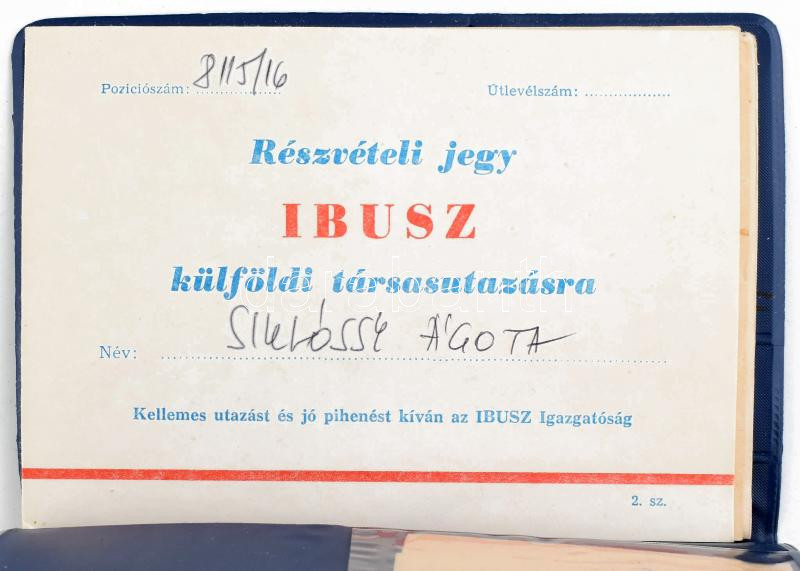 Poziciószám: 8115/16 Útlevélszám: ..................
Részvételi jegy
IBUSZ
külföldi társasutazásra
Név: SIKLÓSSY ÁGOTA
Kellemes utazást és jó pihenést kíván az IBUSZ Igazgatóság
2. sz.